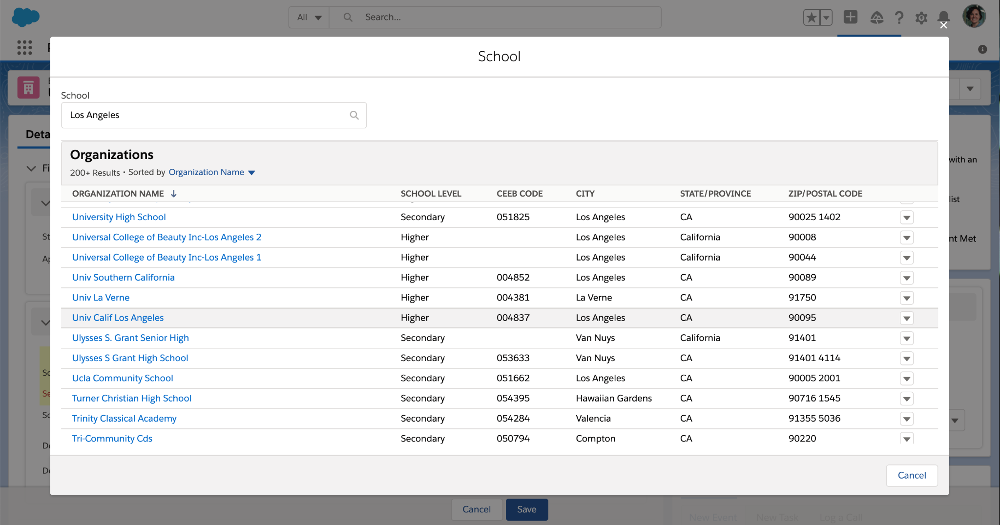 All
Search...
School
School
Los Angeles
Organizations
200+ Results • Sorted by Organization Name
ORGANIZATION NAME SCHOOL LEVEL CEEB CODE CITY STATE/PROVINCE ZIP/POSTAL CODE
University High School Secondary 051825 Los Angeles CA 90025 1402
Universal College of Beauty Inc-Los Angeles 2 Higher Los Angeles California 90008
Universal College of Beauty Inc-Los Angeles 1 Higher Los Angeles California 90044
Univ Southern California Higher 004852 Los Angeles CA 90089
Univ La Verne Higher 004381 La Verne CA 91750
Univ Calif Los Angeles Higher 004837 Los Angeles CA 90095
Ulysses S. Grant Senior High Secondary Van Nuys California 91401
Ulysses S Grant High School Secondary 053633 Van Nuys CA 91401 4114
Ucla Community School Secondary 051662 Los Angeles CA 90005 2001
Turner Christian High School Secondary 054395 Hawaiian Gardens CA 90716 1545
Trinity Classical Academy Secondary 054284 Valencia CA 91355 5036
Tri-Community Cds Secondary 050794 Compton CA 90220
Cancel
Deta
Fi
St
Ap
Sc
Se
Sc
De
De
with an
list
nt Met
Cancel Save
New Event New Task Log a Call